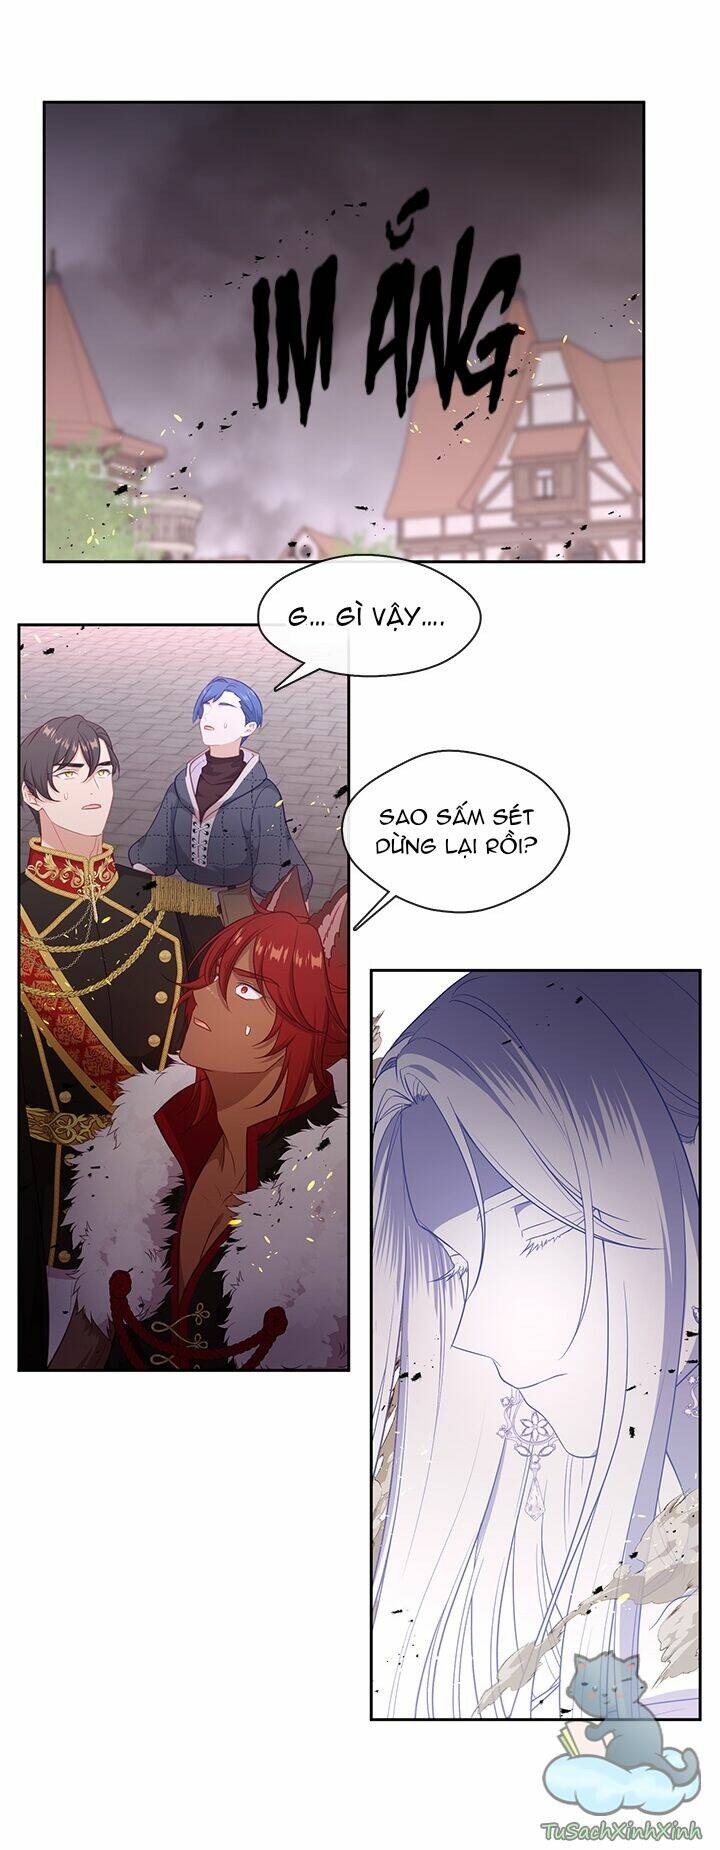 IM ẮNG
G... GÌ VẬY....
SAO SẤM SÉT
DỪNG LẠI RỒI?
TuSachXinhXinh